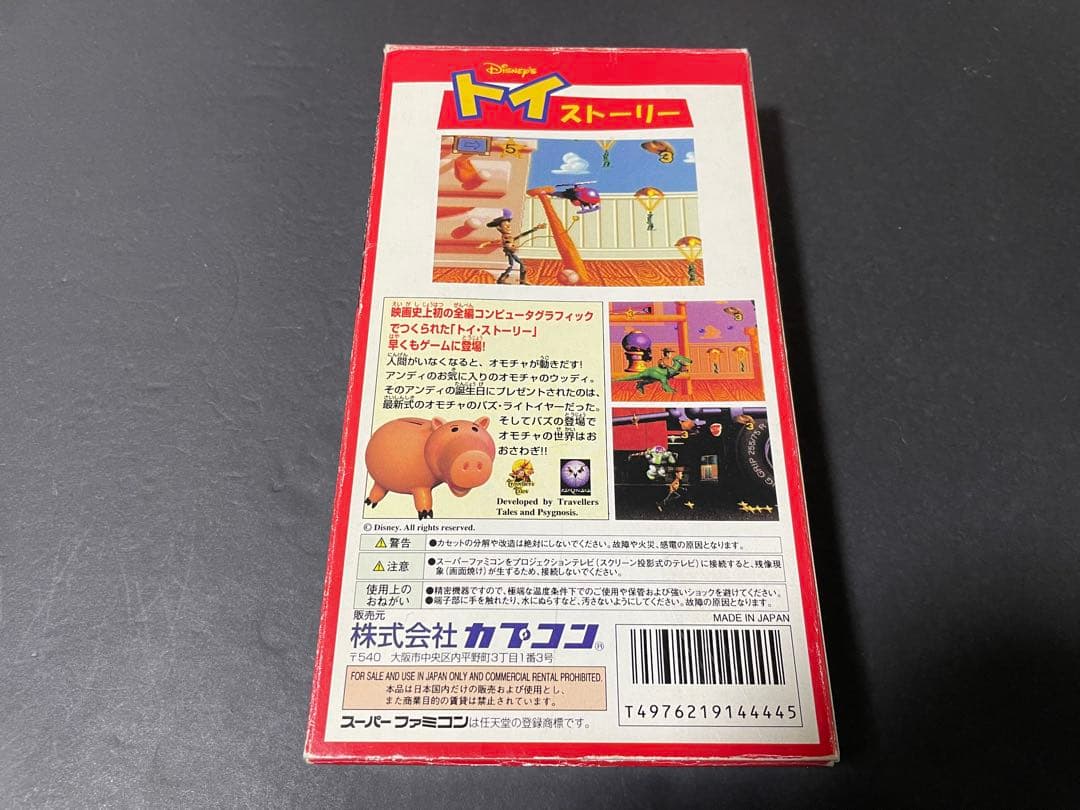 Disney's
トイ
ストーリー
5
3
映画史上初の全編コンピュータグラフィック
でつくられた「トイ・ストーリー」
早くもゲームに登場!
人間がいなくなると、オモチャが動きだす!
アンディのお気に入りのオモチャのウッディ。
そのアンディの誕生日にプレゼントされたのは、
最新式のオモチャのバズ・ライトイヤーだった。
そしてバズの登場で
オモチャの世界はお
おさわぎ!!
3
3
GRIP 255/75 R
Travellers Tales
Developed by Travellers
Tales and Psygnosis.
© Disney. All rights reserved.
警告
●カセットの分解や改造は絶対にしないでください。故障や火災、感電の原因となります。
注意
●スーパーファミコンをプロジェクションテレビ(スクリーン投影式のテレビ)に接続すると、残像現
象(画面焼け)が生ずるため、接続しないでください。
使用上の
おねがい
●精密機器ですので、極端な温度条件下でのご使用や保管および強いショックを避けてください。
●端子部に手を触れたり、水にぬらすなど、汚さないようにしてください。故障の原因となります。
MADE IN JAPAN
販売元
株式会社 カプコン®
〒540 大阪市中央区内平野町3丁目1番3号
FOR SALE AND USE IN JAPAN ONLY AND COMMERCIAL RENTAL PROHIBITED.
本品は日本国内だけの販売および使用とし、
また商業目的の賃貸は禁止されています。
スーパーファミコンは任天堂の登録商標です。
T4976219144445